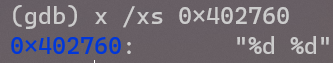 (gdb) x /xs 0x402760
0x402760:       "%d %d"